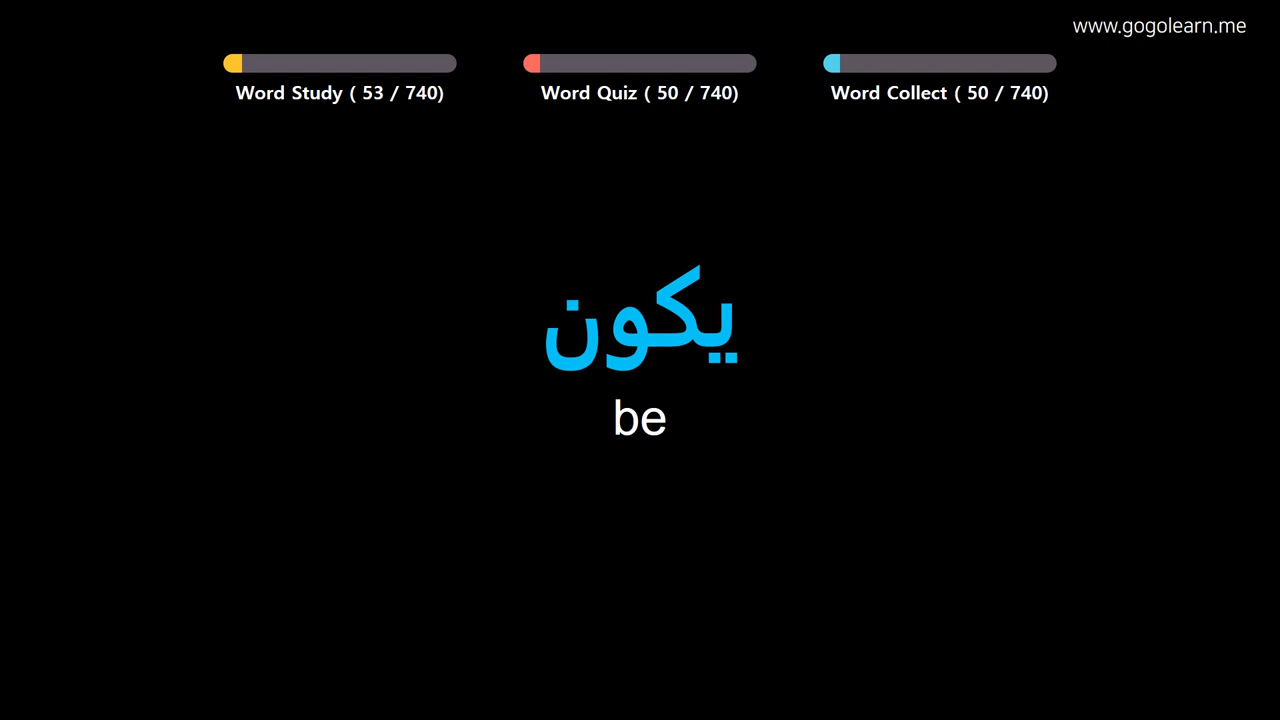 www.gogolearn.me
Word Study ( 53 / 740)
Word Quiz ( 50 / 740)
Word Collect ( 50 / 740)
يكون
be